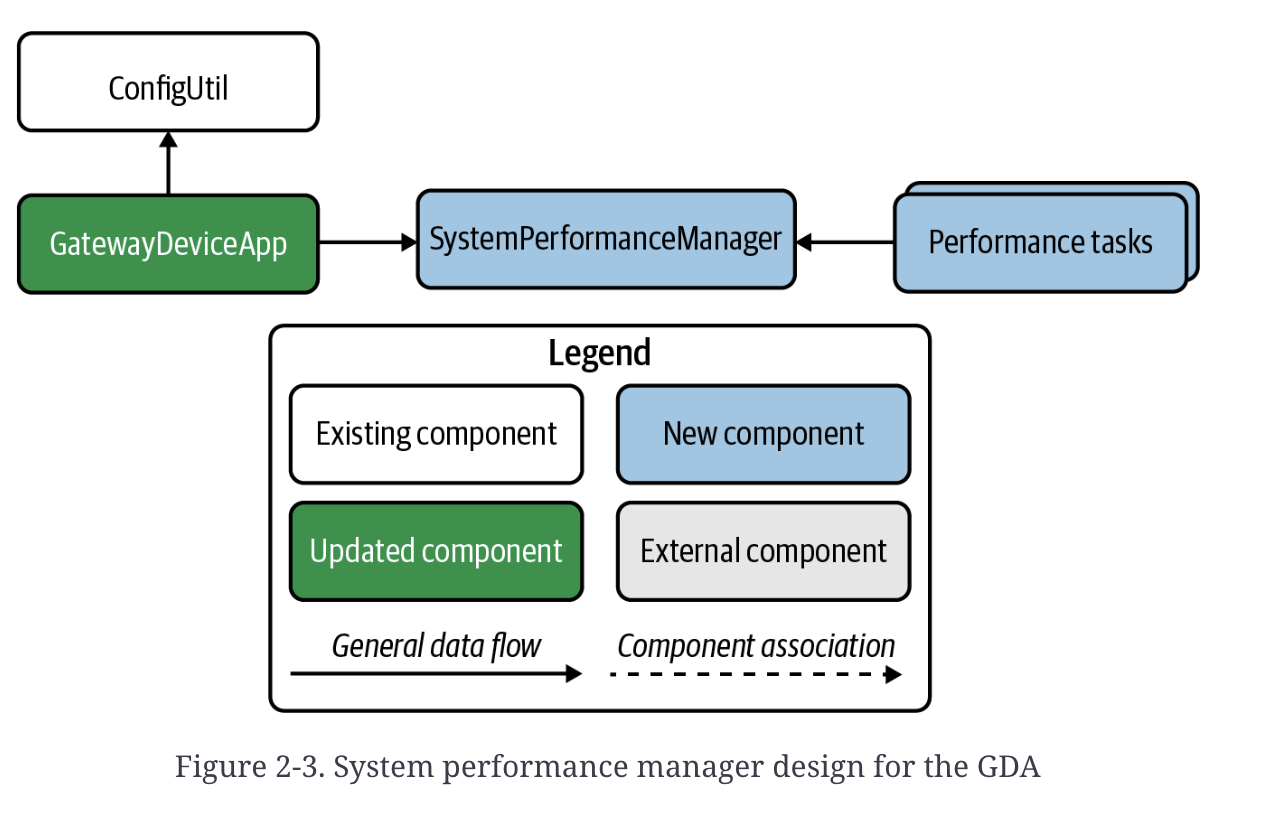 ConfigUtil
GatewayDeviceApp
SystemPerformanceManager
Performance tasks
Legend
Existing component
New component
Updated component
External component
General data flow
Component association
Figure 2-3. System performance manager design for the GDA